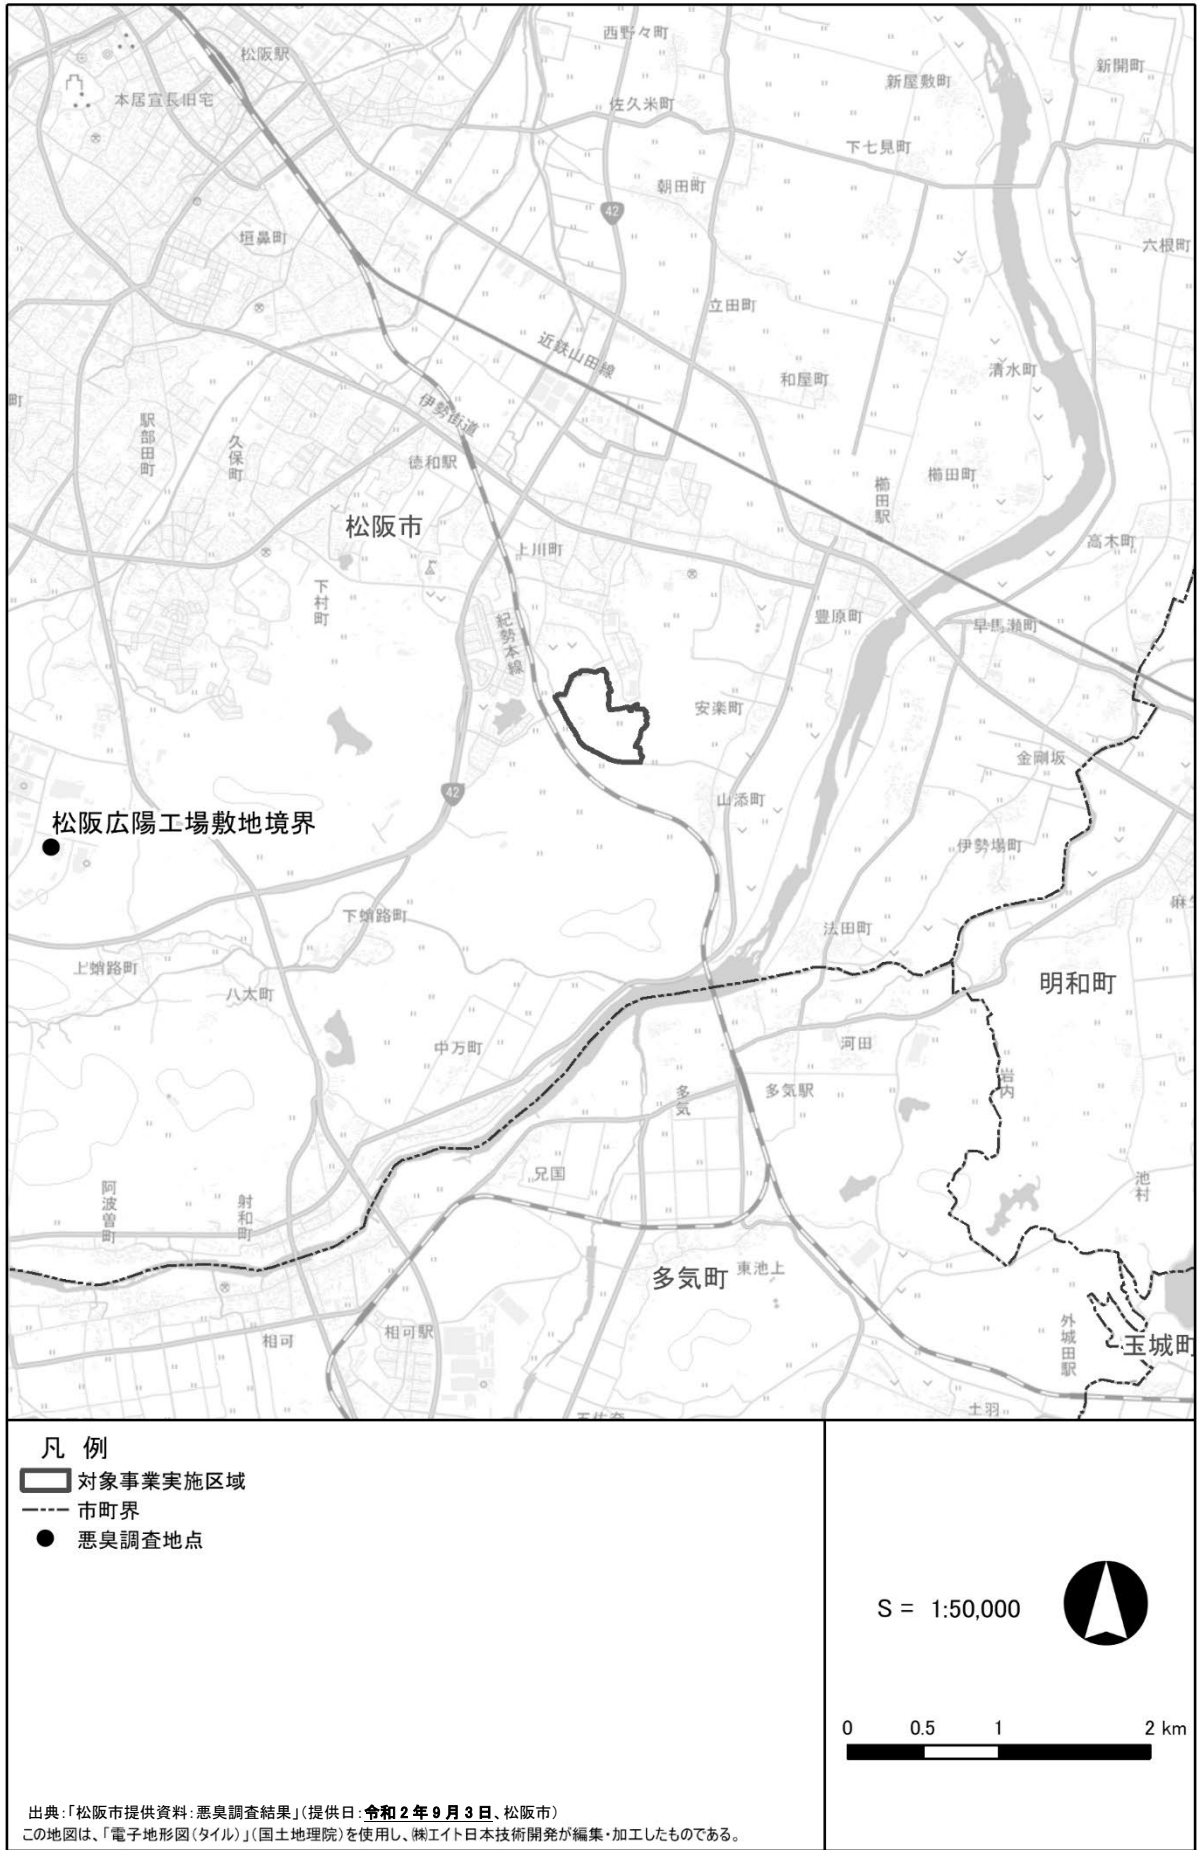 西野々町
松阪駅
新開町
新屋敷町
本居宣長旧宅
佐久米町
下七見町
朝田町
42
垣鼻町
六根町
立田町
近鉄山田線
清水町
和屋町
町
伊勢街道
駅部田町
久保町
徳和駅
櫛田町
櫛田駅
松阪市
上川町
高木町
下村町
紀勢本線
豊原町
早馬瀬町
安楽町
金剛坂
42
山添町
松阪広陽工場敷地境界
伊勢場町
下蛸路町
法田町
上蛸路町
明和町
八太町
中万町
河田
岩内
多気
多気駅
兄国
池村
阿波曽町
射和町
多気町
東池上
外城田駅
相可
相可駅
玉城町
土羽
凡 例
対象事業実施区域
市町界
悪臭調査地点
S = 1:50,000
0 0.5 1 2 km
出典:「松阪市提供資料:悪臭調査結果」(提供日:令和2年9月3日、松阪市)
この地図は、「電子地形図(タイル)」(国土地理院)を使用し、㈱エイト日本技術開発が編集・加工したものである。